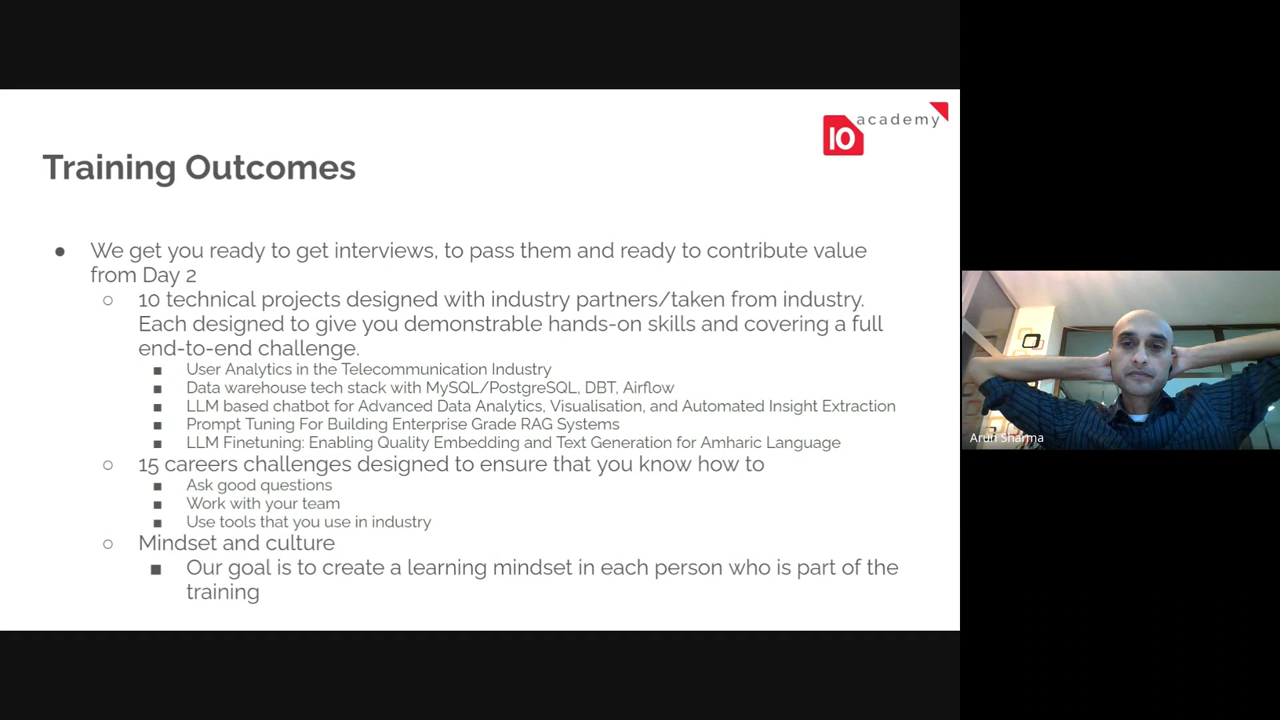 10 academy
Training Outcomes
● We get you ready to get interviews, to pass them and ready to contribute value
from Day 2
○ 10 technical projects designed with industry partners/taken from industry.
Each designed to give you demonstrable hands-on skills and covering a full
end-to-end challenge.
■ User Analytics in the Telecommunication Industry
■ Data warehouse tech stack with MySQL/PostgreSQL, DBT, Airflow
■ LLM based chatbot for Advanced Data Analytics, Visualisation, and Automated Insight Extraction
■ Prompt Tuning For Building Enterprise Grade RAG Systems
■ LLM Finetuning: Enabling Quality Embedding and Text Generation for Amharic Language
○ 15 careers challenges designed to ensure that you know how to
■ Ask good questions
■ Work with your team
■ Use tools that you use in industry
○ Mindset and culture
■ Our goal is to create a learning mindset in each person who is part of the
training
Arun Sharma